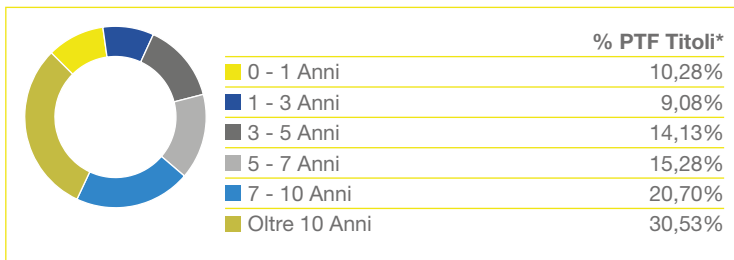 % PTF Titoli*
0 - 1 Anni 10,28%
1 - 3 Anni 9,08%
3 - 5 Anni 14,13%
5 - 7 Anni 15,28%
7 - 10 Anni 20,70%
Oltre 10 Anni 30,53%